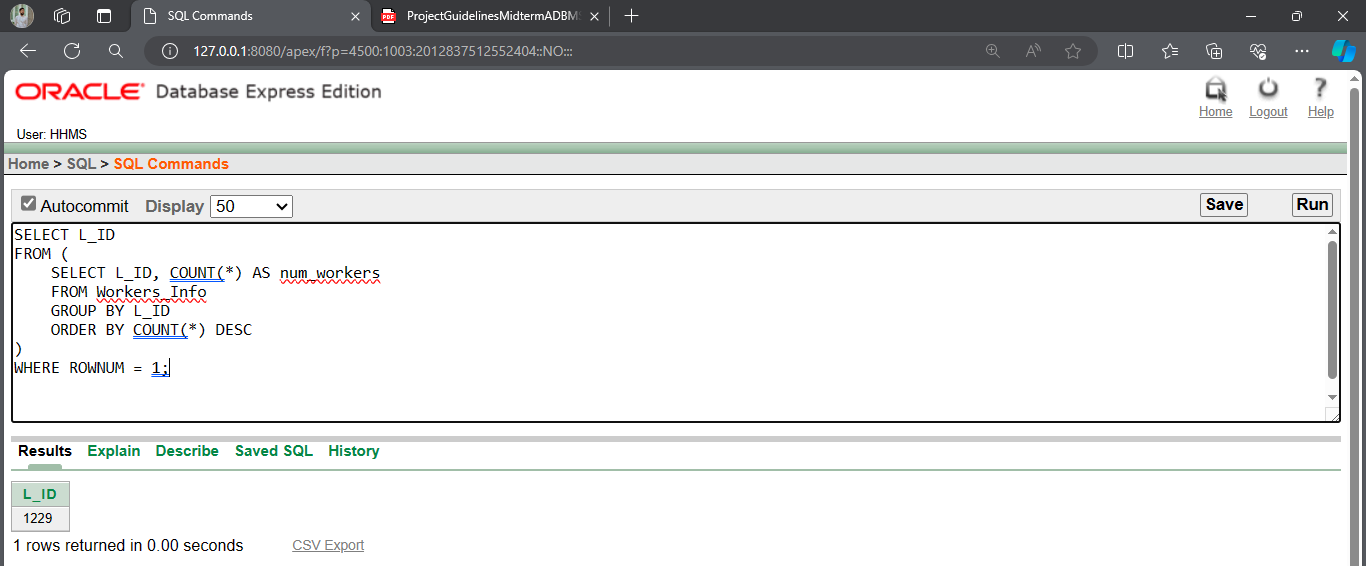 SQL Commands
ProjectGuidelinesMidtermADBMS
127.0.0.1:8080/apex/f?p=4500:1003:2012837512552404::NO:::
ORACLE Database Express Edition
Home Logout Help
User: HHMS
Home > SQL > SQL Commands
Autocommit Display 50 Save Run
SELECT L_ID
FROM (
    SELECT L_ID, COUNT(*) AS num_workers
    FROM Workers_Info
    GROUP BY L_ID
    ORDER BY COUNT(*) DESC
)
WHERE ROWNUM = 1;
Results Explain Describe Saved SQL History
L_ID
1229
1 rows returned in 0.00 seconds CSV Export